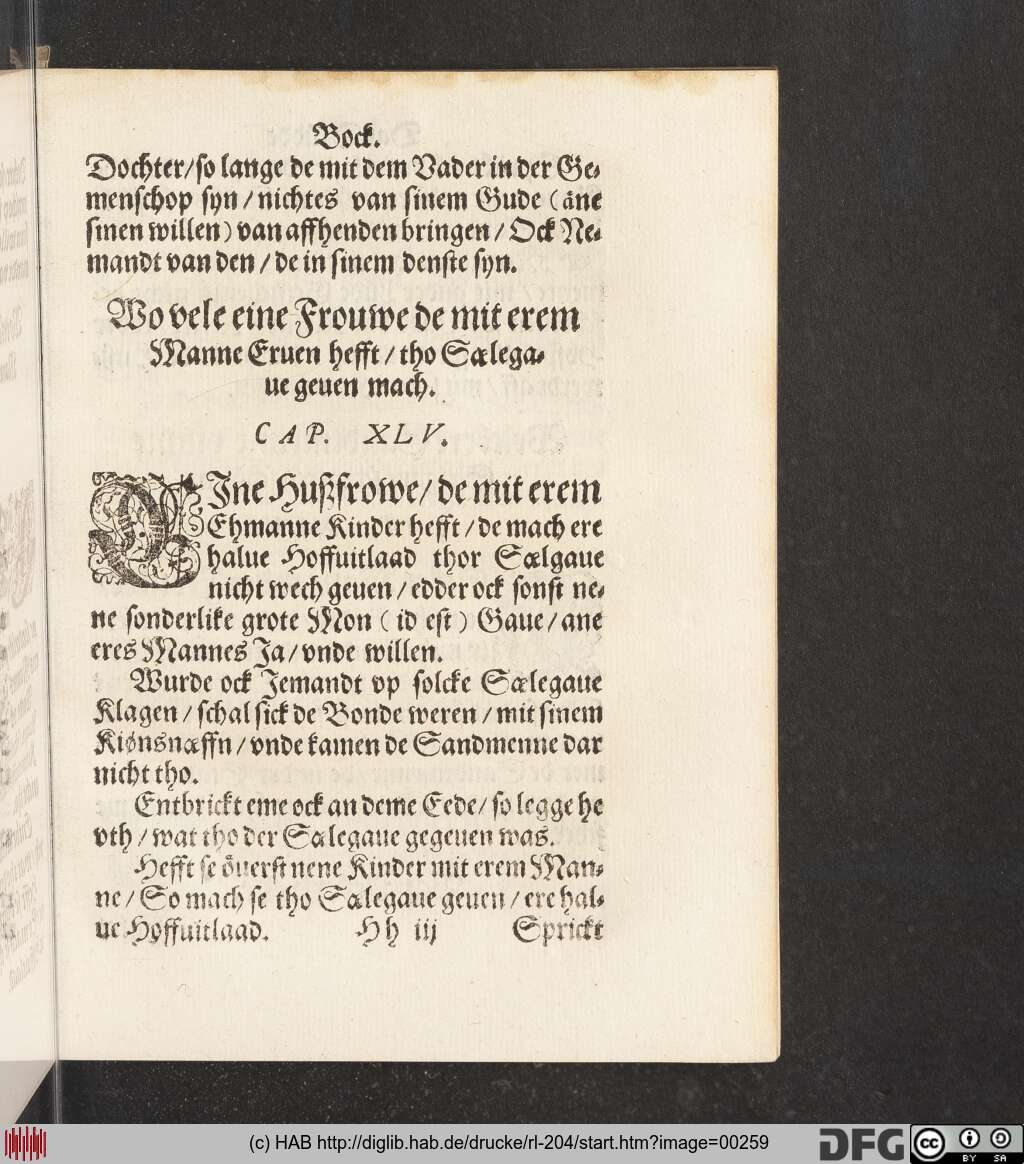 Bock.
Dochter/so lange de mit dem Vader in der Ge-
menschop syn/nichtes van sinem Gude (äne
sinen willen) van affhenden bringen/Ock Ne-
mandt van den/de in sinem denste syn.
Wo vele eine Frouwe de mit erem
Manne Eruen hefft/tho Sælega-
ue geuen mach.
CAP. XLV.
EJne Hußfrowe/de mit erem
Ehmanne Kinder hefft/de mach ere
halue Hoffuitlaad thor Sælgaue
nicht wech geuen/edder ock sonst ne-
ne sonderlike grote Mon (id est) Gaue/ane
eres Mannes Ja/vnde willen.
Wurde ock Jemandt vp solcke Sælegaue
Klagen/schal sick de Bonde weren/mit sinem
Kiønsnæffn/vnde kamen de Sandmenne dar
nicht tho.
Entbrickt eme ock an deme Eede/so legge he
vth/wat tho der Sælegaue gegeuen was.
Hefft se öuerst nene Kinder mit erem Man-
ne/So mach se tho Sælegaue geuen/ere hal-
ue Hoffuitlaad. Hh iij Sprickt
(c) HAB http://diglib.hab.de/drucke/rl-204/start.htm?image=00259
DFG
cc BY SA